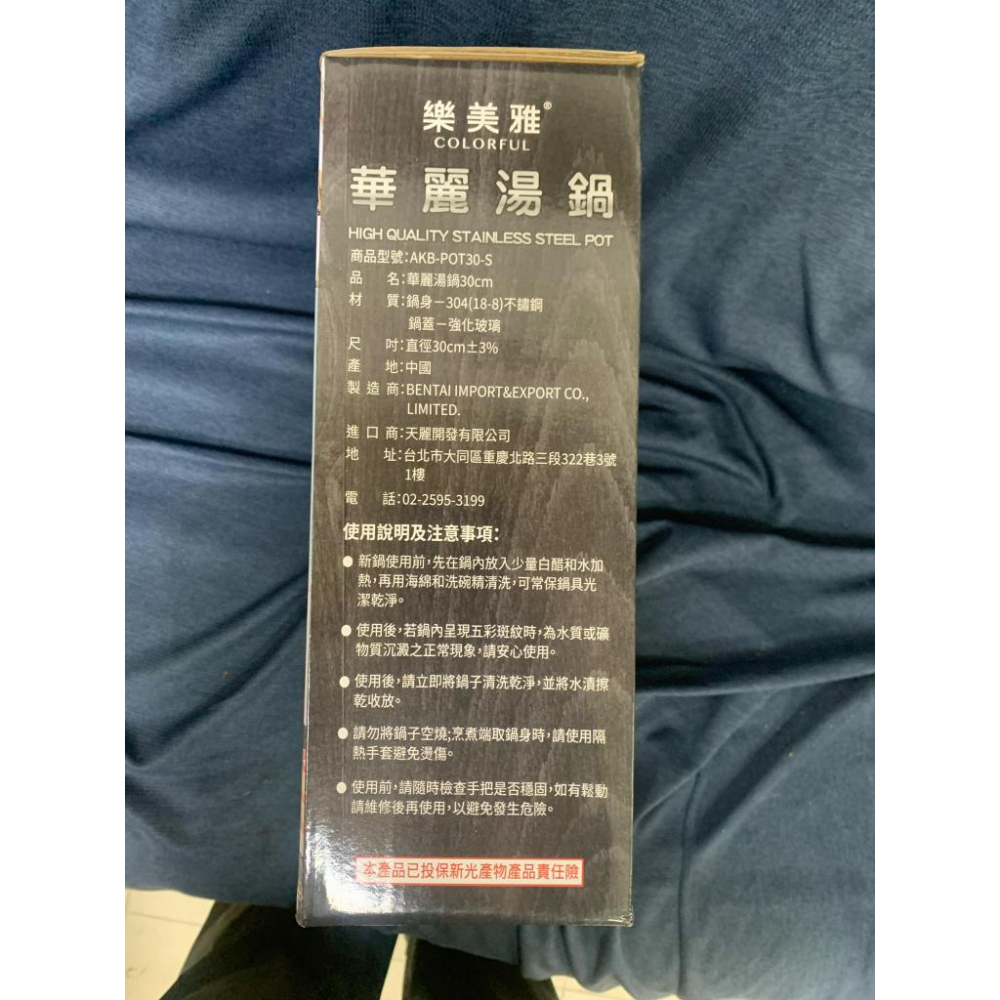 樂美雅®
COLORFUL
華麗湯鍋
HIGH QUALITY STAINLESS STEEL POT
商品型號:AKB-POT30-S
品 名:華麗湯鍋30cm
材 質:鍋身－304(18-8)不鏽鋼
鍋蓋－強化玻璃
尺 吋:直徑30cm±3%
產 地:中國
製 造 商:BENTAI IMPORT&EXPORT CO.,
LIMITED.
進 口 商:天麗開發有限公司
地 址:台北市大同區重慶北路三段322巷3號
1樓
電 話:02-2595-3199
使用說明及注意事項:
● 新鍋使用前,先在鍋內放入少量白醋和水加
熱,再用海綿和洗碗精清洗,可常保鍋具光
潔乾淨。
● 使用後,若鍋內呈現五彩斑紋時,為水質或礦
物質沉澱之正常現象,請安心使用。
● 使用後,請立即將鍋子清洗乾淨,並將水漬擦
乾收放。
● 請勿將鍋子空燒;烹煮端取鍋身時,請使用隔
熱手套避免燙傷。
● 使用前,請隨時檢查手把是否穩固,如有鬆動
請維修後再使用,以避免發生危險。
本產品已投保新光產物產品責任險